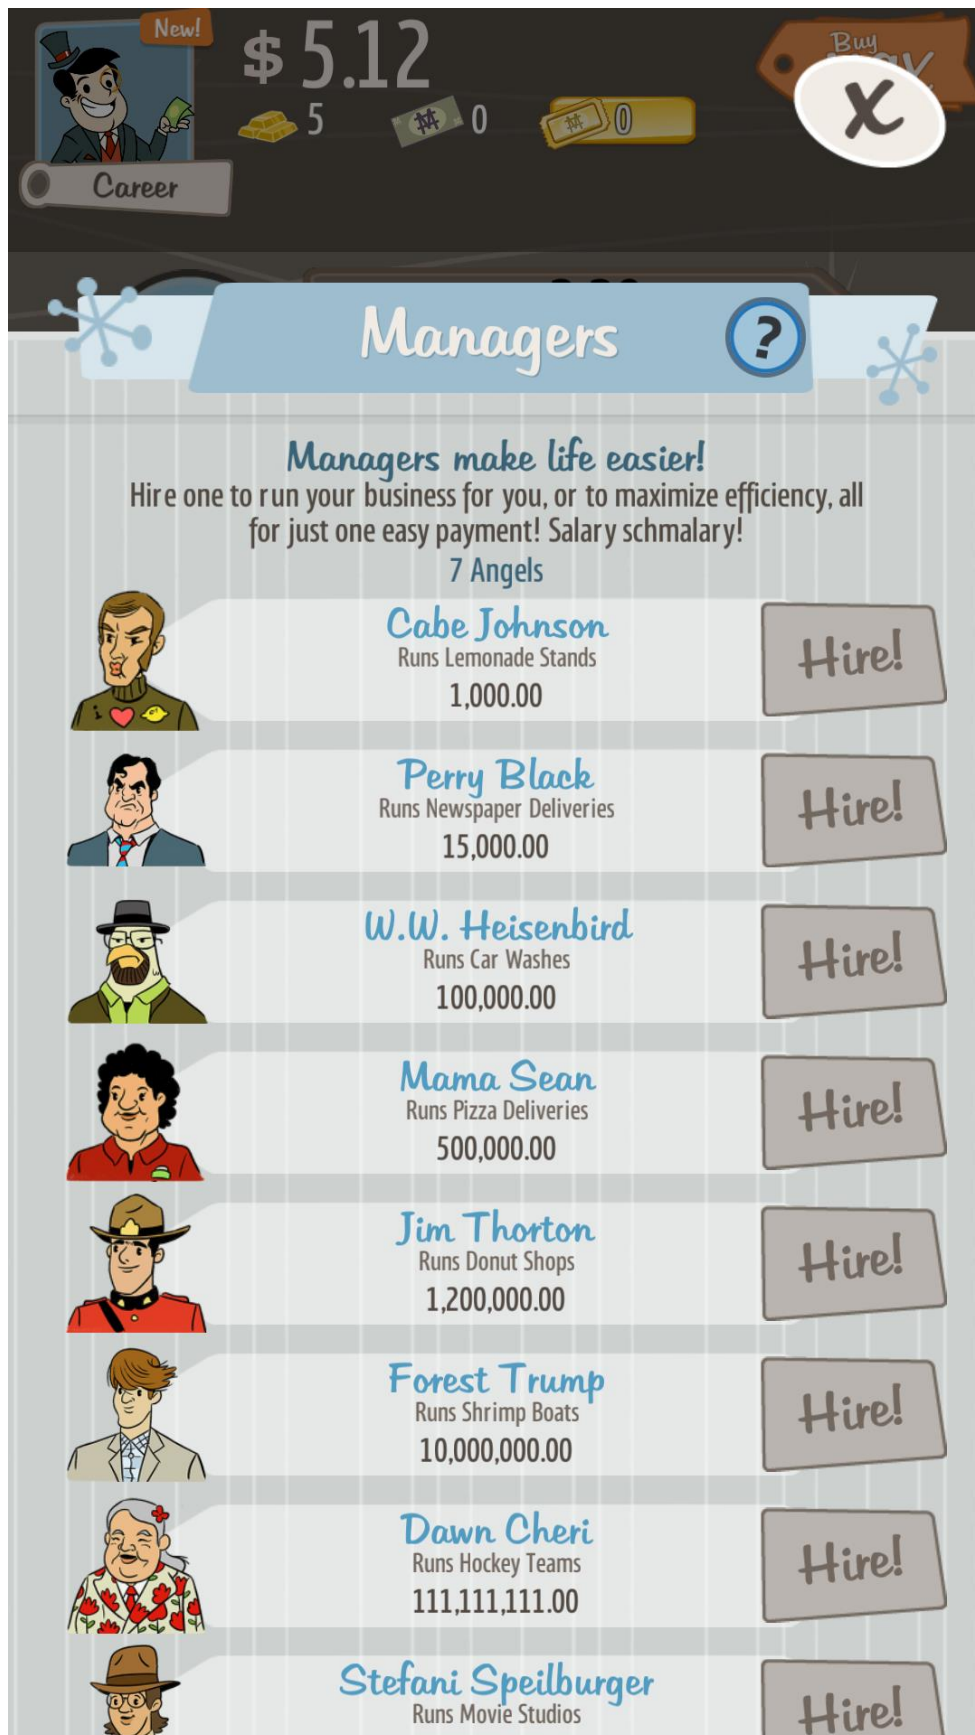 New!
$ 5.12
Buy
5
0
0
X
Career
Managers
?
Managers make life easier!
Hire one to run your business for you, or to maximize efficiency, all
for just one easy payment! Salary schmalary!
7 Angels
Cabe Johnson
Runs Lemonade Stands
1,000.00
Hire!
i
Perry Black
Runs Newspaper Deliveries
15,000.00
Hire!
W.W. Heisenbird
Runs Car Washes
100,000.00
Hire!
Mama Sean
Runs Pizza Deliveries
500,000.00
Hire!
Jim Thorton
Runs Donut Shops
1,200,000.00
Hire!
Forest Trump
Runs Shrimp Boats
10,000,000.00
Hire!
Dawn Cheri
Runs Hockey Teams
111,111,111.00
Hire!
Stefani Speilburger
Runs Movie Studios
Hire!